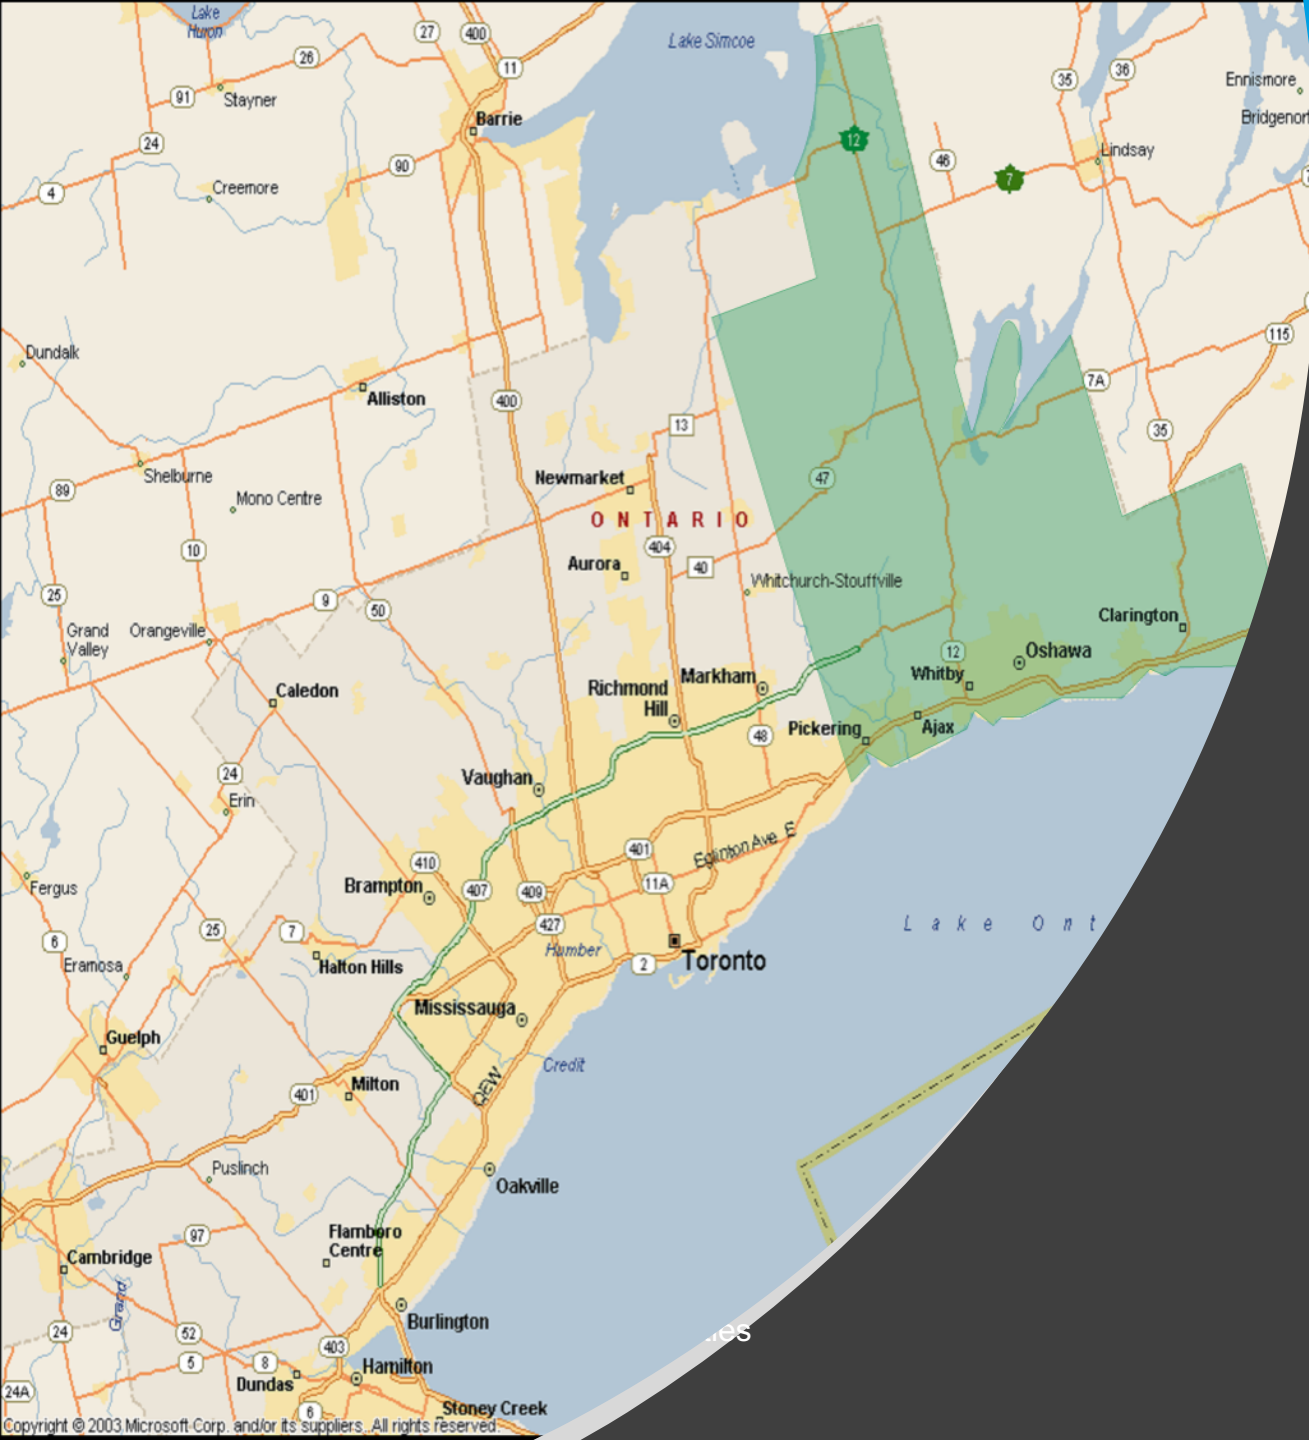 Lake
Huron
27
400
26
11
Lake Simcoe
35
36
Ennismore
91
Stayner
Barrie
12
24
90
46
7
Lindsay
4
Creemore
Dundalk
Alliston
400
115
7A
13
35
Shelburne
Newmarket
47
89
Mono Centre
ONTARIO
10
404
Aurora
40
Whitchurch-Stouffville
25
9
50
Clarington
Grand
Valley
Orangeville
12
Oshawa
Caledon
Markham
Whitby
Richmond
Hill
48
Pickering
Ajax
24
Vaughan
Erin
401
Eglinton Ave E
410
Brampton
407
409
11A
Fergus
427
Lake Ont
6
25
7
Humber
Eramosa
Halton Hills
2
Toronto
Mississauga
Guelph
Credit
QEW
401
Milton
Puslinch
Oakville
97
Flamboro
Centre
Cambridge
Grand
Burlington
24
52
403
5
8
Hamilton
Dundas
24A
6
Stoney Creek
Copyright © 2003 Microsoft Corp. and/or its suppliers. All rights reserved.